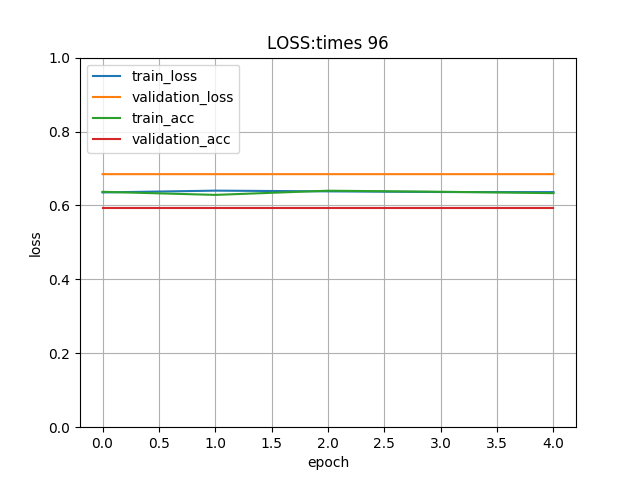 LOSS:times 96
1.0
0.8
0.6
0.4
0.2
0.0
loss
train_loss
validation_loss
train_acc
validation_acc
0.0 0.5 1.0 1.5 2.0 2.5 3.0 3.5 4.0
epoch